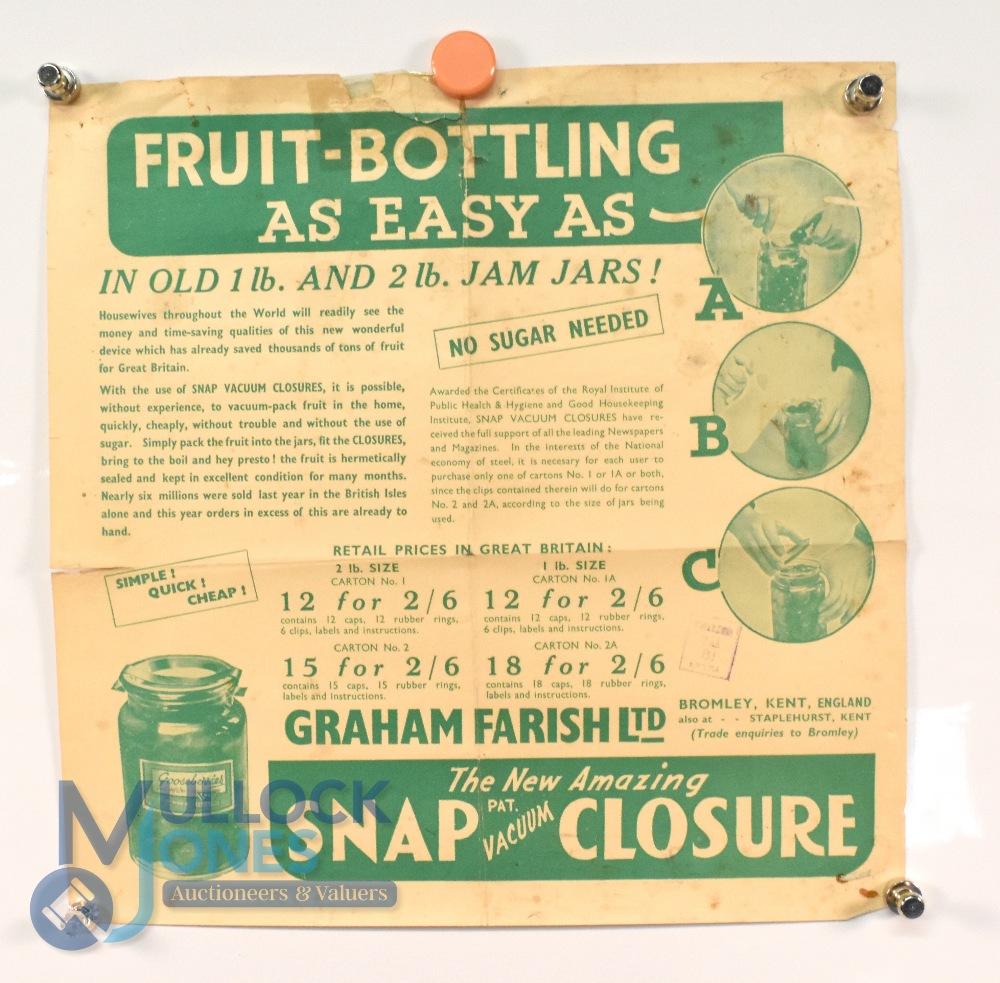 FRUIT-BOTTLING
AS EASY AS
IN OLD 1 lb. AND 2 lb. JAM JARS!
Housewives throughout the World will readily see the
money and time-saving qualities of this new wonderful
device which has already saved thousands of tons of fruit
for Great Britain.
With the use of SNAP VACUUM CLOSURES, it is possible,
without experience, to vacuum-pack fruit in the home,
quickly, cheaply, without trouble and without the use of
sugar. Simply pack the fruit into the jars, fit the CLOSURES,
bring to the boil and hey presto! the fruit is hermetically
sealed and kept in excellent condition for many months.
Nearly six millions were sold last year in the British Isles
alone and this year orders in excess of this are already to
hand.
NO SUGAR NEEDED
Awarded the Certificates of the Royal Institute of
Public Health & Hygiene and Good Housekeeping
Institute, SNAP VACUUM CLOSURES have re-
ceived the full support of all the leading Newspapers
and Magazines. In the interests of the National
economy of steel, it is necesary for each user to
purchase only one of cartons No. 1 or 1A or both,
since the clips contained therein will do for cartons
No. 2 and 2A, according to the size of jars being
used.
A
B
C
SIMPLE!
QUICK!
CHEAP!
RETAIL PRICES IN GREAT BRITAIN:
2 lb. SIZE
CARTON No. 1
12 for 2/6
contains 12 caps, 12 rubber rings,
6 clips, labels and instructions.
CARTON No. 2
15 for 2/6
contains 15 caps, 15 rubber rings,
labels and instructions.
1 lb. SIZE
CARTON No. 1A
12 for 2/6
contains 12 caps, 12 rubber rings,
6 clips, labels and instructions.
CARTON No. 2A
18 for 2/6
contains 18 caps, 18 rubber rings,
labels and instructions.
GRAHAM FARISH LTD
BROMLEY, KENT, ENGLAND
also at - - STAPLEHURST, KENT
(Trade enquiries to Bromley)
Gooseberries
The New Amazing
SNAP PAT. VACUUM CLOSURE
MULLOCK
JONES
Auctioneers & Valuers